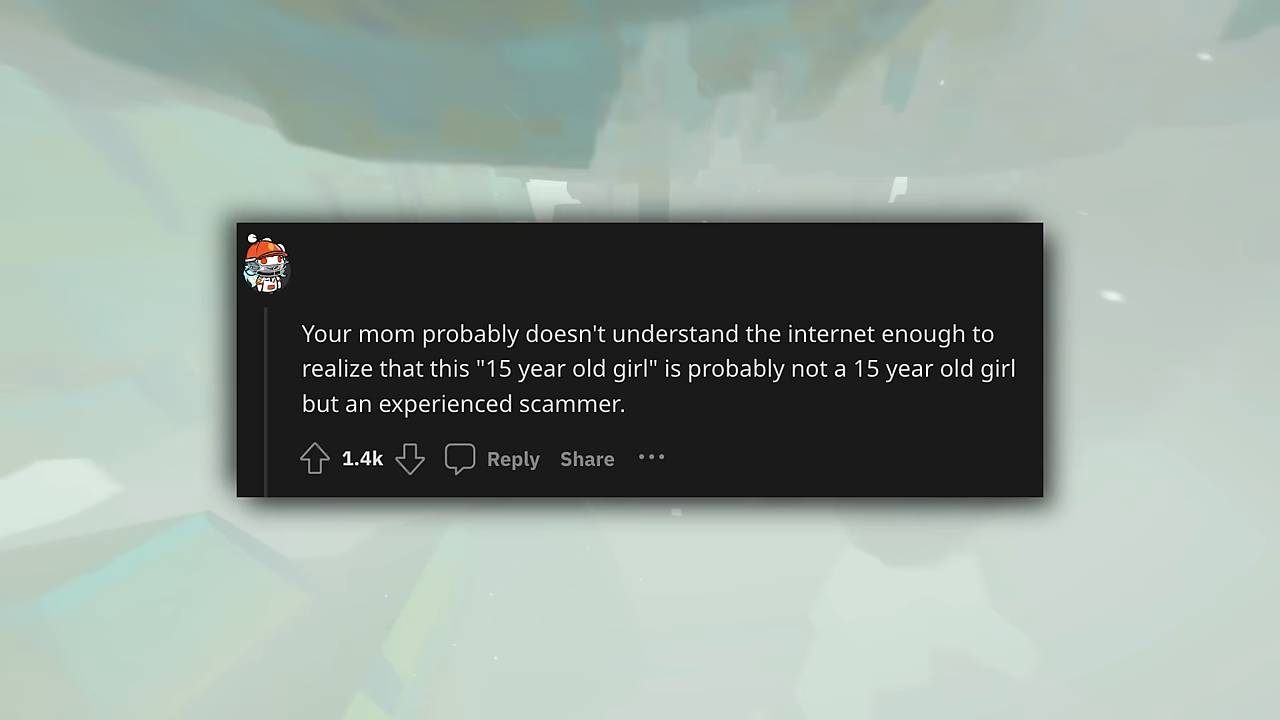 Your mom probably doesn't understand the internet enough to
realize that this "15 year old girl" is probably not a 15 year old girl
but an experienced scammer.
1.4k Reply Share